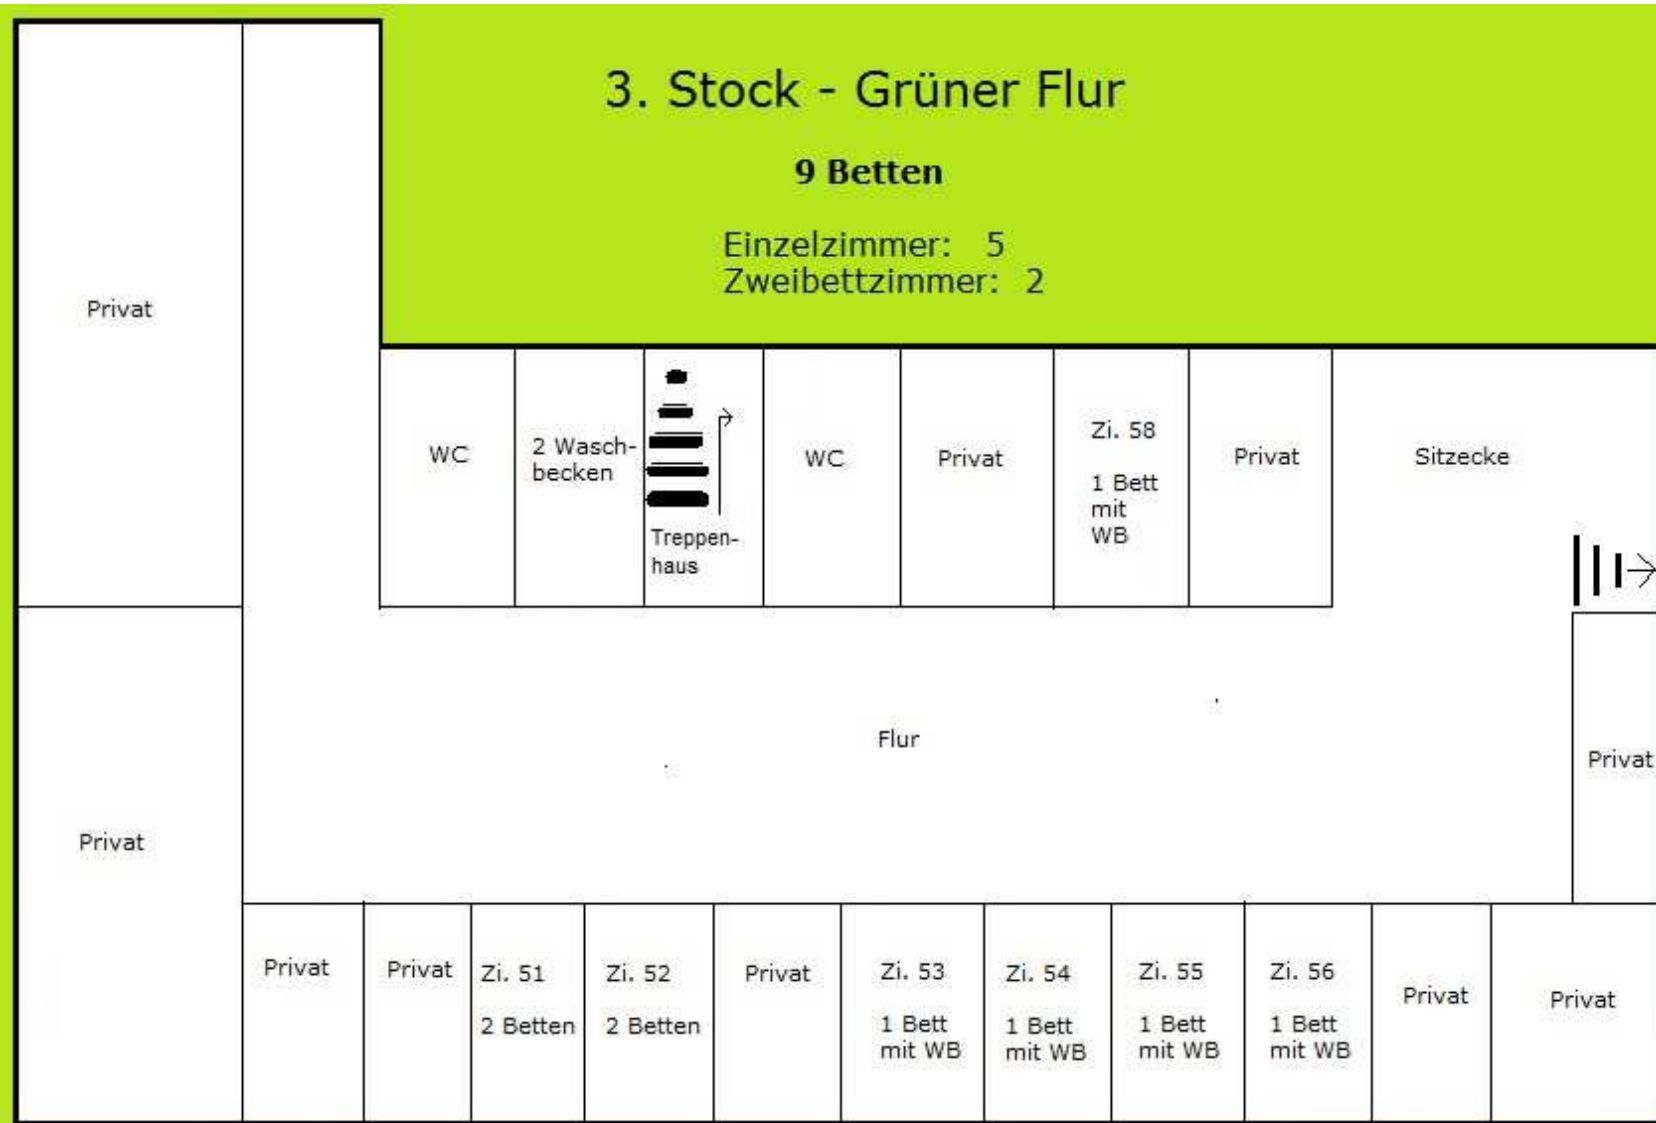 3. Stock - Grüner Flur
9 Betten
Einzelzimmer: 5
Zweibettzimmer: 2
Privat
WC
2 Wasch-
becken
Treppen-
haus
WC
Privat
Zi. 58
1 Bett
mit
WB
Privat
Sitzecke
Flur
Privat
Privat
Privat
Privat
Zi. 51
2 Betten
Zi. 52
2 Betten
Privat
Zi. 53
1 Bett
mit WB
Zi. 54
1 Bett
mit WB
Zi. 55
1 Bett
mit WB
Zi. 56
1 Bett
mit WB
Privat
Privat